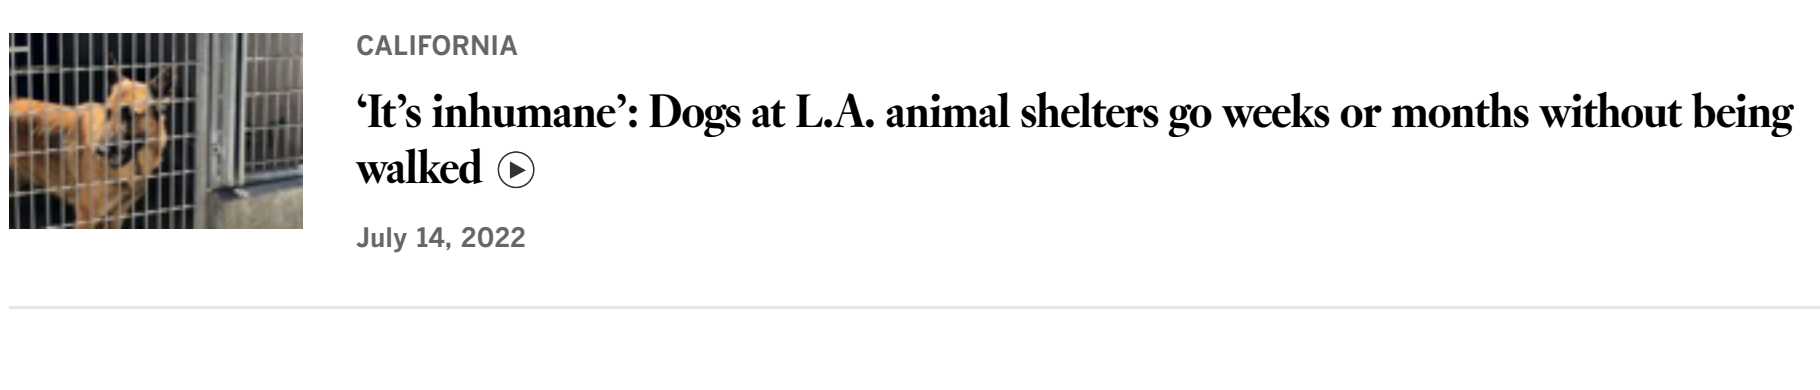 CALIFORNIA
‘It’s inhumane’: Dogs at L.A. animal shelters go weeks or months without being
walked
July 14, 2022